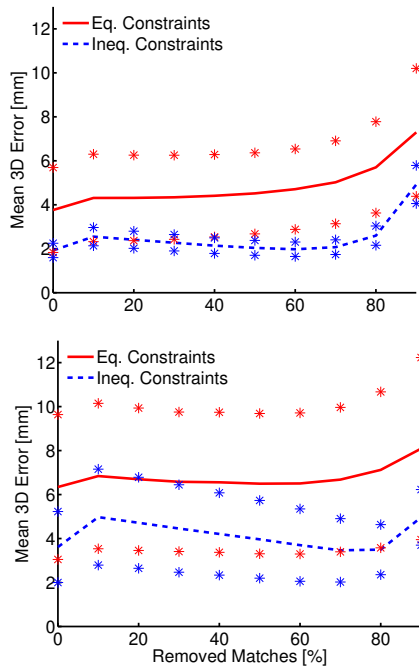 12
10
8
6
4
2
0
Mean 3D Error [mm]
Eq. Constraints
Ineq. Constraints
0 20 40 60 80
12
10
8
6
4
2
0
Mean 3D Error [mm]
Eq. Constraints
Ineq. Constraints
0 20 40 60 80
Removed Matches [%]